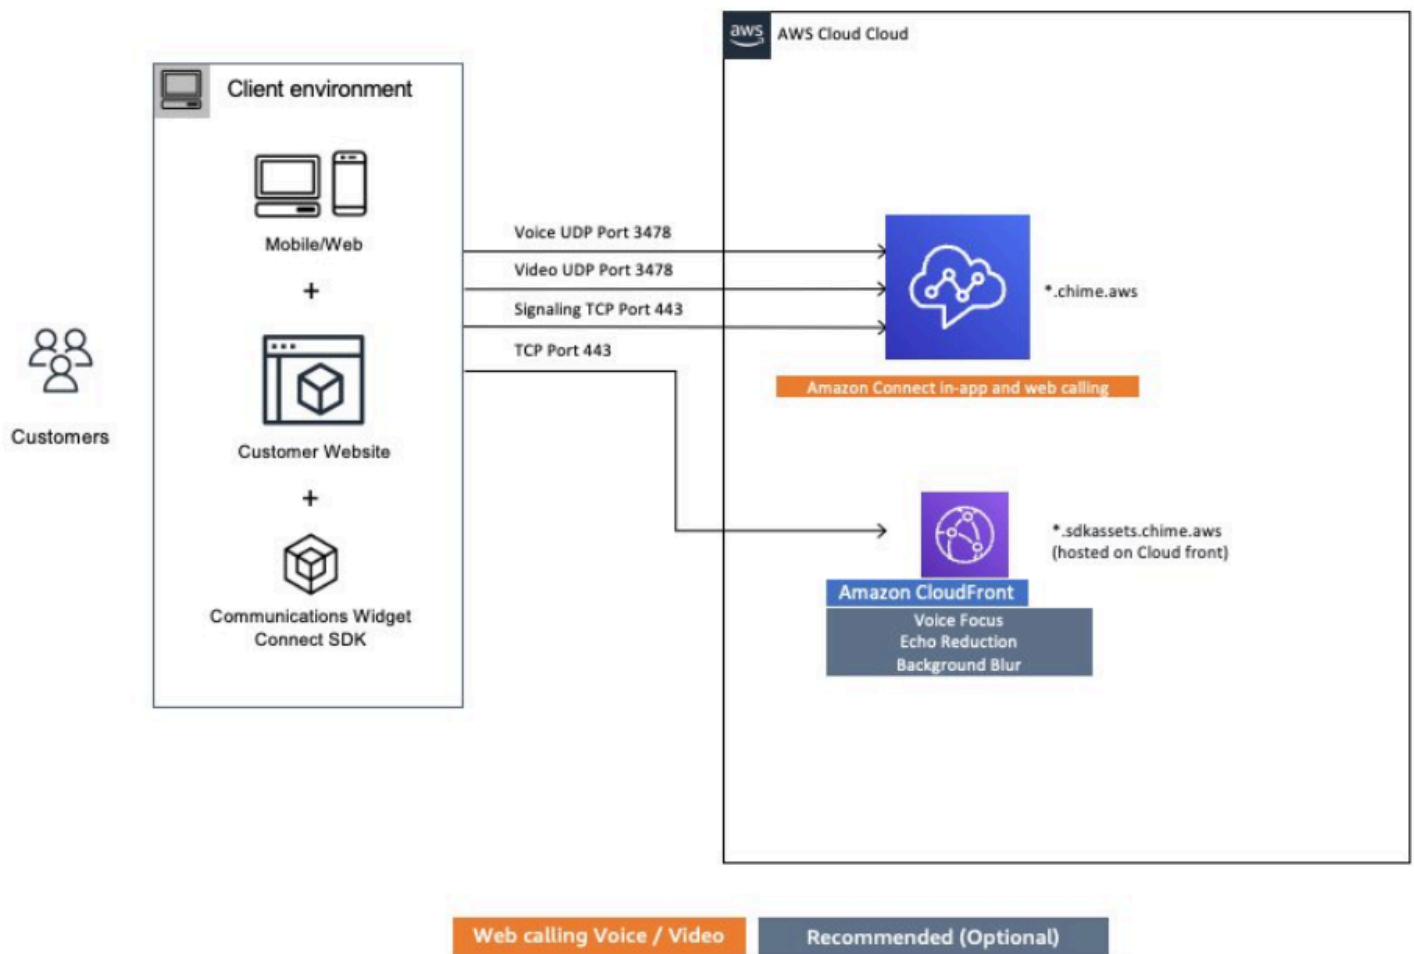 aws
AWS Cloud Cloud
Client environment
Mobile/Web
+
Customer Website
+
Communications Widget
Connect SDK
Customers
Voice UDP Port 3478
Video UDP Port 3478
Signaling TCP Port 443
TCP Port 443
*.chime.aws
Amazon Connect in-app and web calling
*.sdkassets.chime.aws
(hosted on Cloud front)
Amazon CloudFront
Voice Focus
Echo Reduction
Background Blur
Web calling Voice / Video
Recommended (Optional)